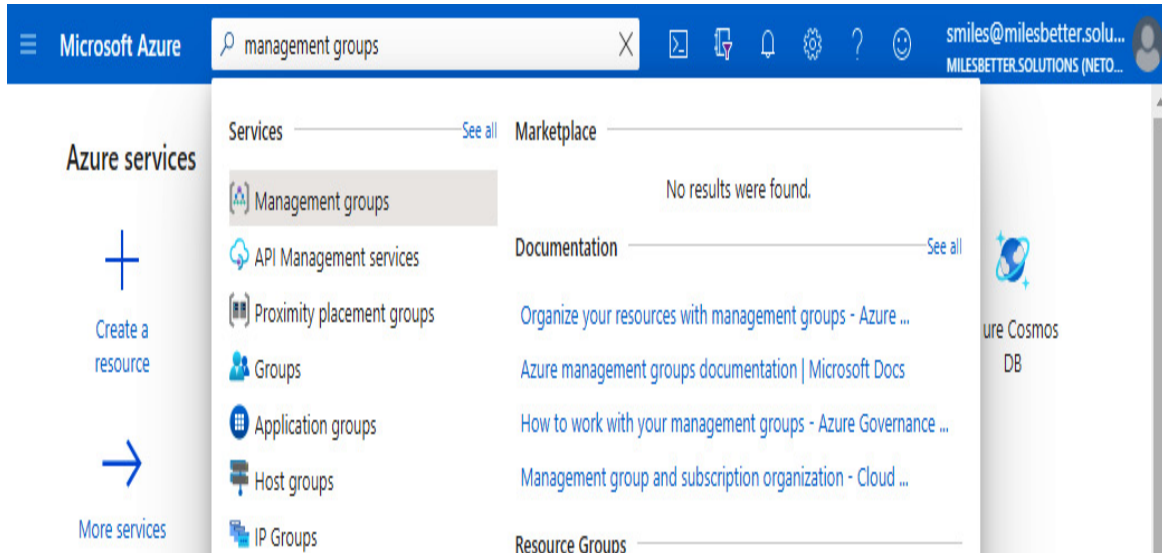 Microsoft Azure
management groups
smiles@milesbetter.solu...
MILESBETTER.SOLUTIONS (NETO...
Azure services
Create a
resource
More services
Services
See all
Management groups
API Management services
Proximity placement groups
Groups
Application groups
Host groups
IP Groups
Marketplace
No results were found.
Documentation
See all
Organize your resources with management groups - Azure ...
Azure management groups documentation | Microsoft Docs
How to work with your management groups - Azure Governance ...
Management group and subscription organization - Cloud ...
Resource Groups
ure Cosmos
DB